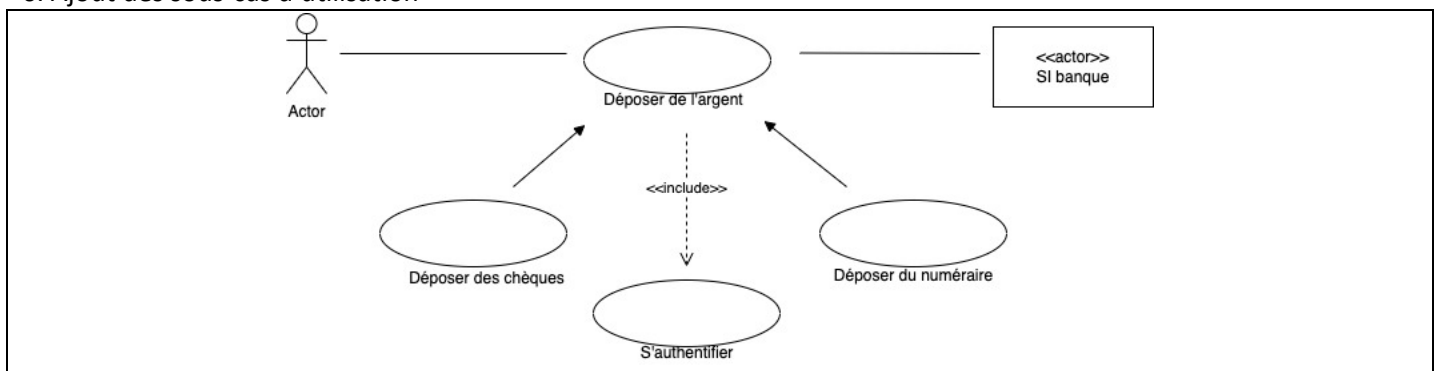 Actor
Déposer de l'argent
<<actor>>
SI banque
<<include>>
Déposer des chèques
Déposer du numéraire
S'authentifier